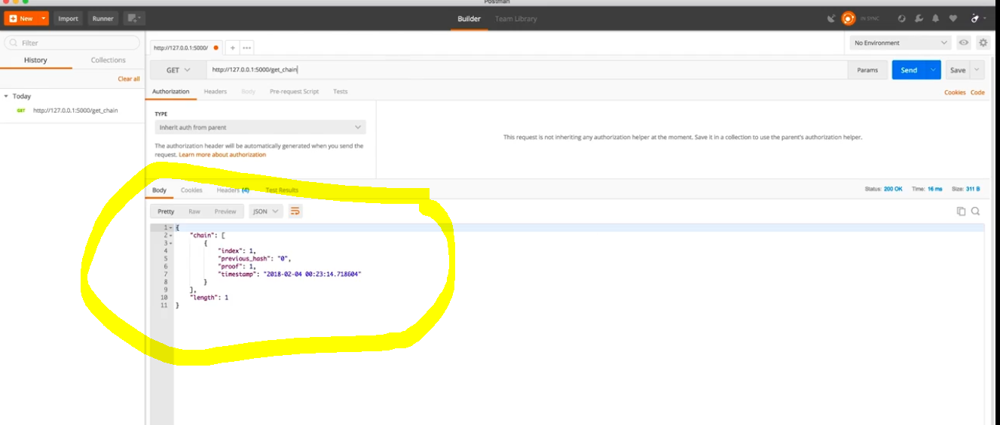 Postman
New Import Runner Builder Team Library IN SYNC
Filter
History Collections
Clear all
Today
GET http://127.0.0.1:5000/get_chain
http://127.0.0.1:5000/ + ••• No Environment
GET http://127.0.0.1:5000/get_chain Params Send Save
Authorization Headers Body Pre-request Script Tests Cookies Code
TYPE
Inherit auth from parent
The authorization header will be automatically generated when you send the
request. Learn more about authorization
This request is not inheriting any authorization helper at the moment. Save it in a collection to use the parent's authorization helper.
Body Cookies Headers (4) Test Results Status: 200 OK Time: 16 ms Size: 311 B
Pretty Raw Preview JSON
1 {
2 "chain": [
3 {
4 "index": 1,
5 "previous_hash": "0",
6 "proof": 1,
7 "timestamp": "2018-02-04 00:23:14.718604"
8 }
9 ],
10 "length": 1
11 }